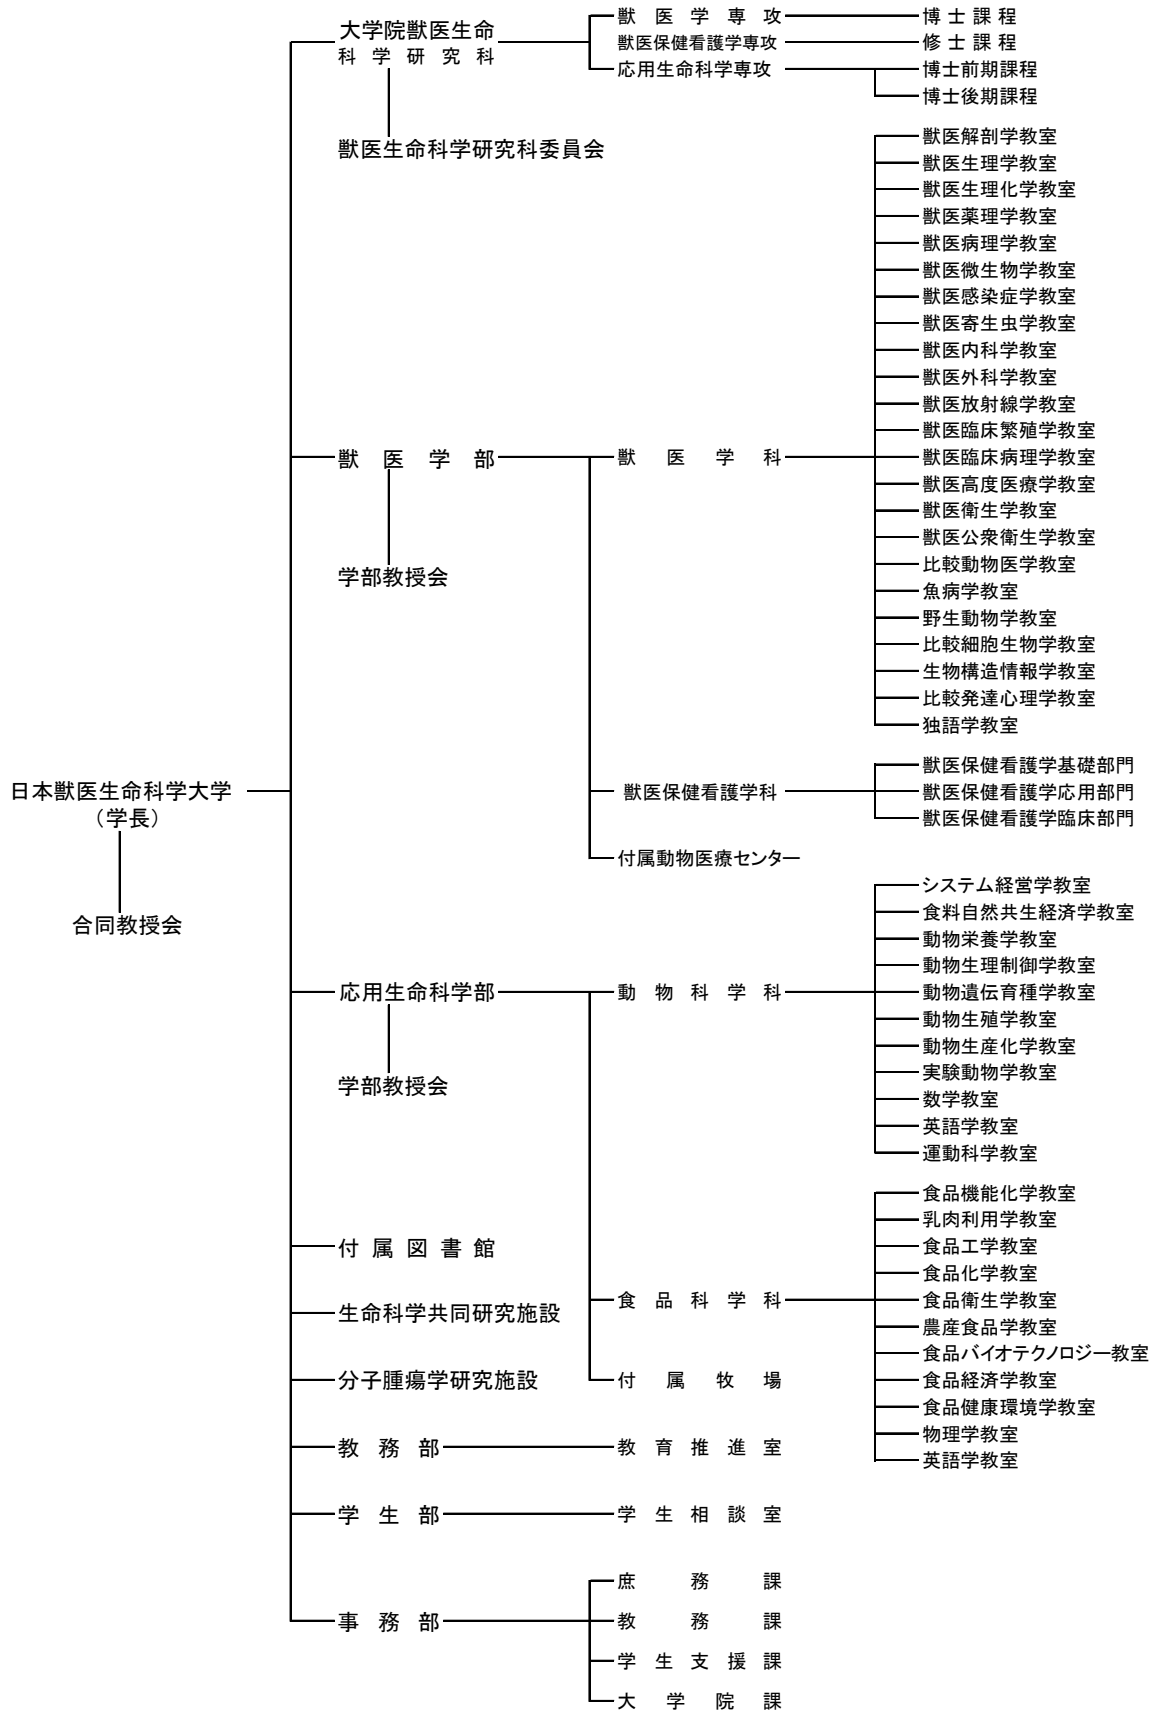 日本獣医生命科学大学
（学長）
合同教授会
大学院獣医生命
科学研究科
獣医生命科学研究科委員会
獣医学専攻
博士課程
獣医保健看護学専攻
修士課程
応用生命科学専攻
博士前期課程
博士後期課程
獣医学部
学部教授会
獣医学科
獣医解剖学教室
獣医生理学教室
獣医生理化学教室
獣医薬理学教室
獣医病理学教室
獣医微生物学教室
獣医感染症学教室
獣医寄生虫学教室
獣医内科学教室
獣医外科学教室
獣医放射線学教室
獣医臨床繁殖学教室
獣医臨床病理学教室
獣医高度医療学教室
獣医衛生学教室
獣医公衆衛生学教室
比較動物医学教室
魚病学教室
野生動物学教室
比較細胞生物学教室
生物構造情報学教室
比較発達心理学教室
独語学教室
獣医保健看護学科
獣医保健看護学基礎部門
獣医保健看護学応用部門
獣医保健看護学臨床部門
付属動物医療センター
応用生命科学部
学部教授会
動物科学科
システム経営学教室
食料自然共生経済学教室
動物栄養学教室
動物生理制御学教室
動物遺伝育種学教室
動物生殖学教室
動物生産化学教室
実験動物学教室
数学教室
英語学教室
運動科学教室
食品科学科
食品機能化学教室
乳肉利用学教室
食品工学教室
食品化学教室
食品衛生学教室
農産食品学教室
食品バイオテクノロジー教室
食品経済学教室
食品健康環境学教室
物理学教室
英語学教室
付属牧場
付属図書館
生命科学共同研究施設
分子腫瘍学研究施設
教務部
教育推進室
学生部
学生相談室
事務部
庶務課
教務課
学生支援課
大学院課